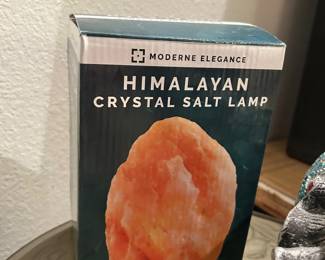 MODERNE ELEGANCE
HIMALAYAN
CRYSTAL SALT LAMP